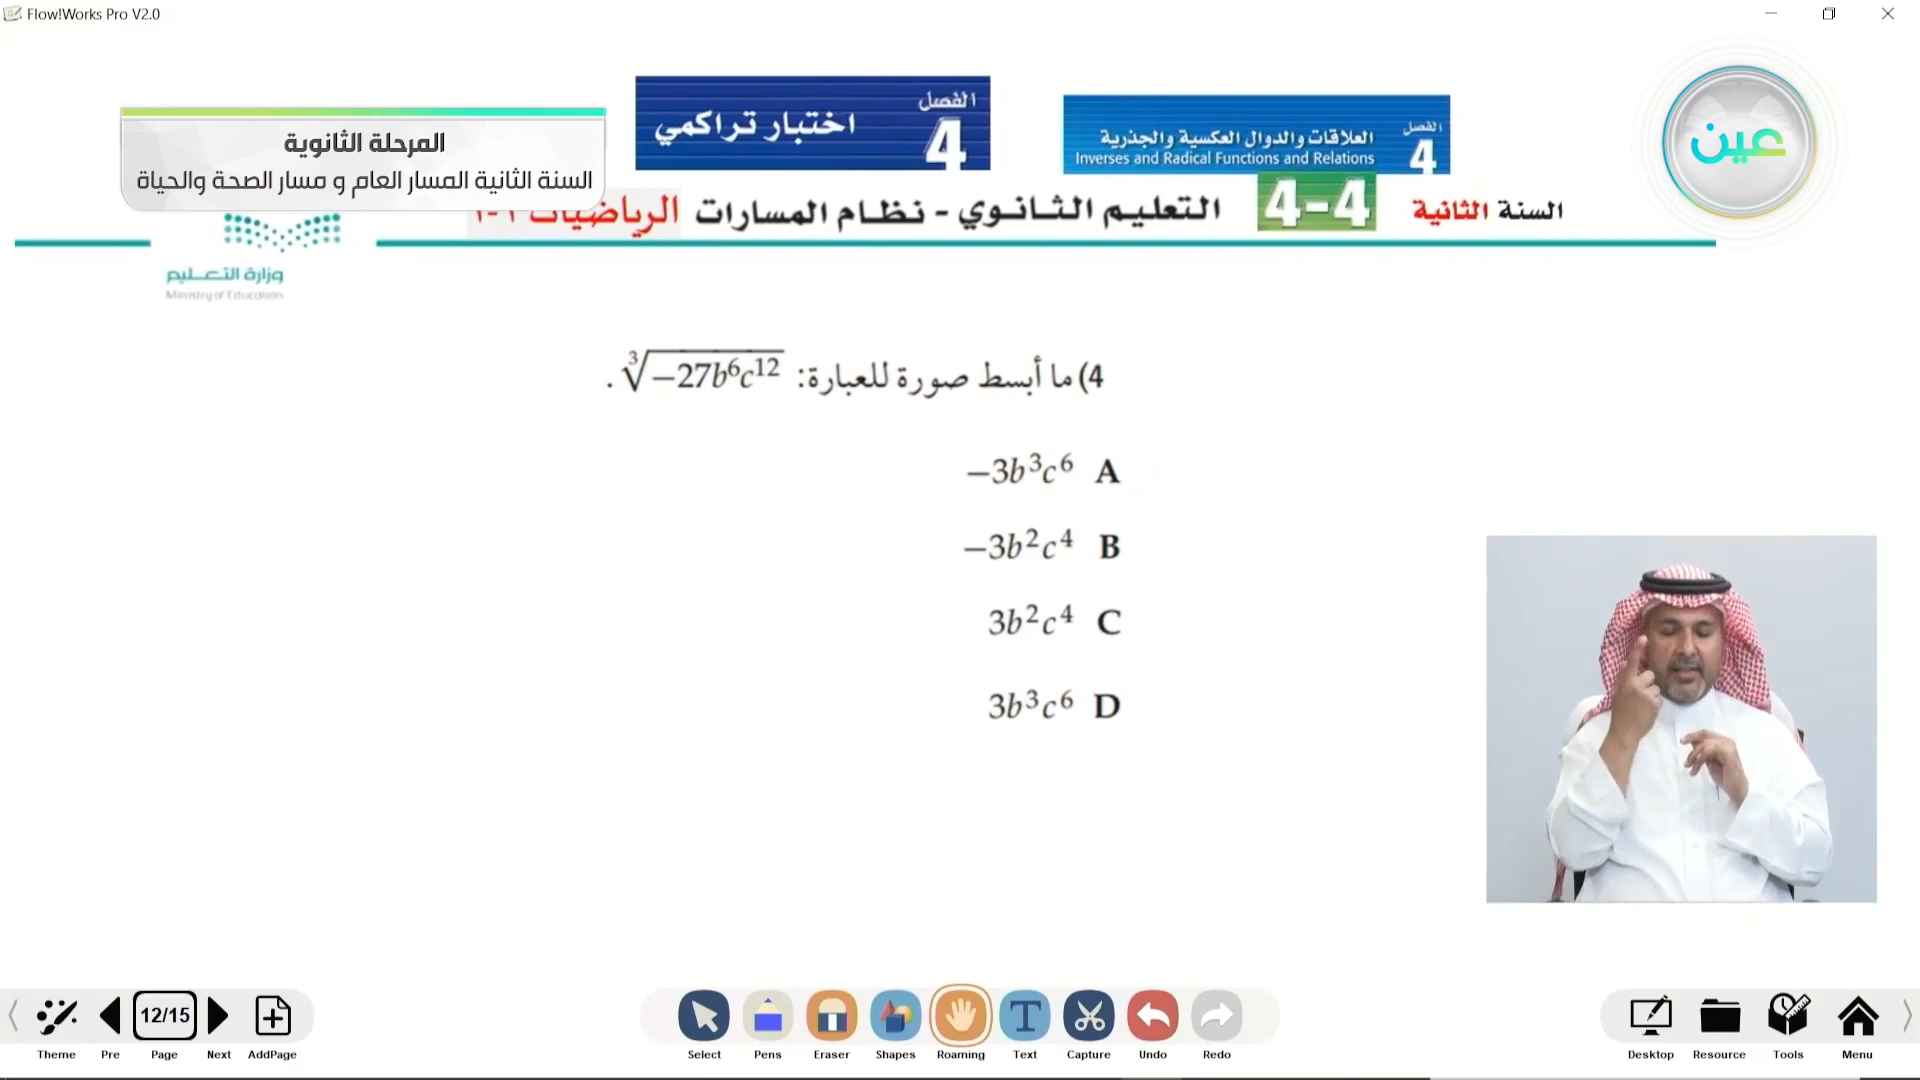 Flow!Works Pro V2.0
المرحلة الثانوية
السنة الثانية المسار العام و مسار الصحة والحياة
الفصل 4
اختبار تراكمي
الفصل 4
العلاقات والدوال العكسية والجذرية
Inverses and Radical Functions and Relations
عين
السنة الثانية
4-4
التعليم الثانوي - نظام المسارات
الرياضيات
وزارة التعليم
Ministry of Education
4) ما أبسط صورة للعبارة: ∛(−27b⁶c¹²) .
−3b³c⁶ A
−3b²c⁴ B
3b²c⁴ C
3b³c⁶ D
Theme
Pre
12/15
Page
Next
AddPage
Select
Pens
Eraser
Shapes
Roaming
T
Text
Capture
Undo
Redo
Desktop
Resource
Tools
Menu